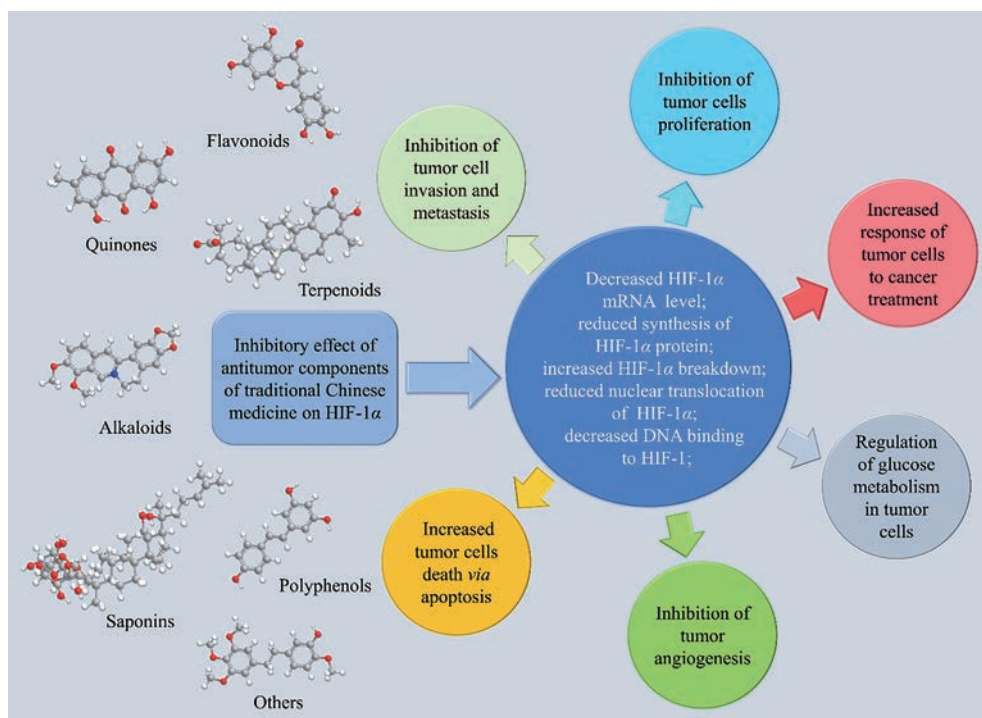 Flavonoids
Quinones
Terpenoids
Alkaloids
Saponins
Polyphenols
Others
Inhibitory effect of
antitumor components
of traditional Chinese
medicine on HIF-1α
Decreased HIF-1α
mRNA level;
reduced synthesis of
HIF-1α protein;
increased HIF-1α breakdown;
reduced nuclear translocation
of HIF-1α;
decreased DNA binding
to HIF-1;
Inhibition of
tumor cell
invasion and
metastasis
Inhibition of
tumor cells
proliferation
Increased
response of
tumor cells
to cancer
treatment
Regulation
of glucose
metabolism
in tumor
cells
Inhibition of
tumor
angiogenesis
Increased
tumor cells
death via
apoptosis